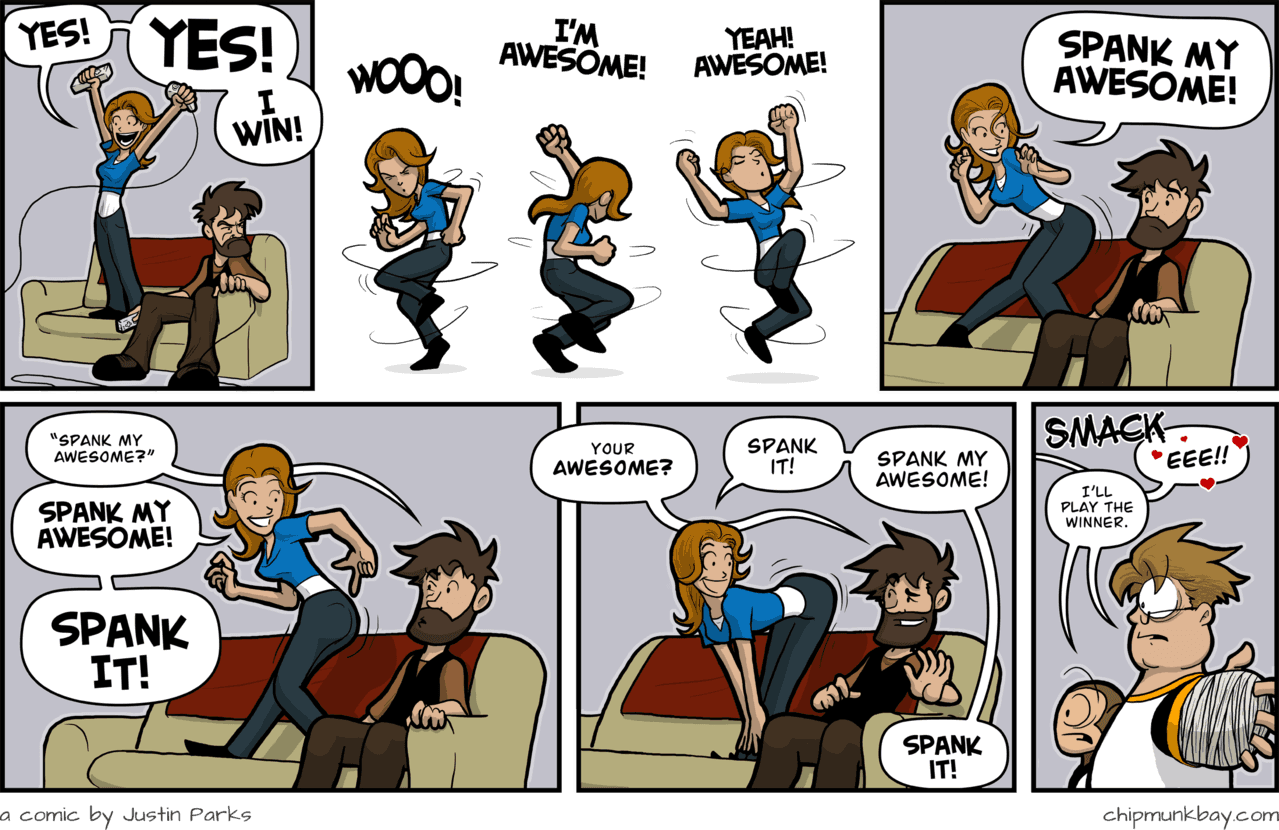 YES!
YES!
I
WIN!
WOOO!
I'M
AWESOME!
YEAH!
AWESOME!
SPANK MY
AWESOME!
"SPANK MY
AWESOME?"
SPANK MY
AWESOME!
SPANK
IT!
YOUR
AWESOME?
SPANK
IT!
SPANK MY
AWESOME!
SPANK
IT!
SMACK
EEE!!
I'LL
PLAY THE
WINNER.
a comic by Justin Parks
chipmunkbay.com